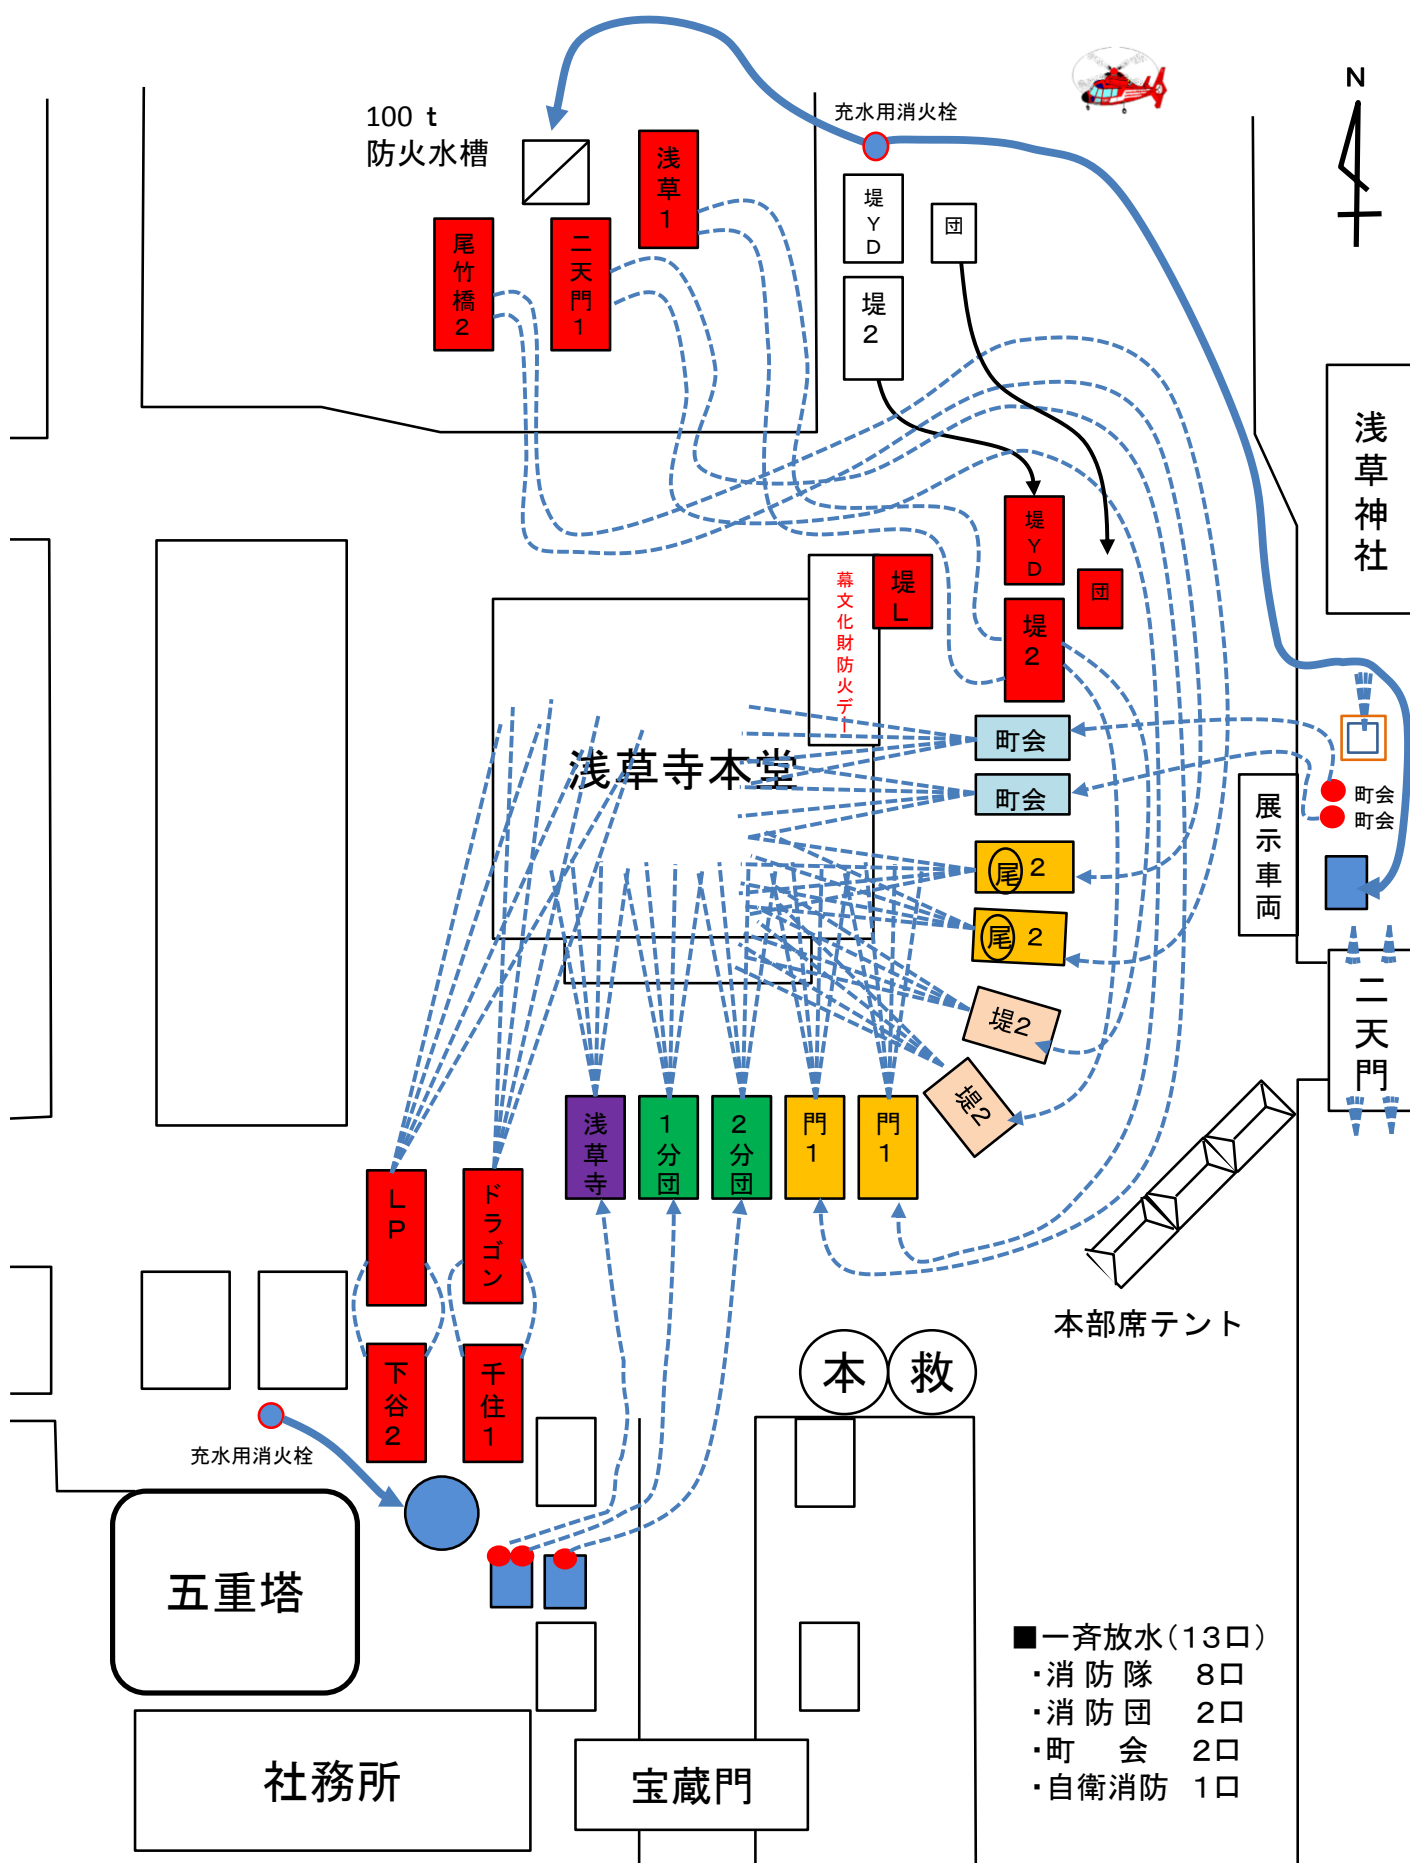 N
充水用消火栓
100 t
防火水槽
浅草1
尾竹橋2
二天門1
堤YD
団
堤2
浅草神社
堤YD
団
幕文化財防火デー
堤L
堤2
町会
浅草寺本堂
町会
町会
町会
展示車両
尾 2
尾 2
堤2
二天門
堤2
浅草寺
1分団
2分団
門1
門1
LP
ドラゴン
本部席テント
本
救
下谷2
千住1
充水用消火栓
五重塔
■一斉放水(13口)
・消防隊 8口
・消防団 2口
・町 会 2口
・自衛消防 1口
社務所
宝蔵門